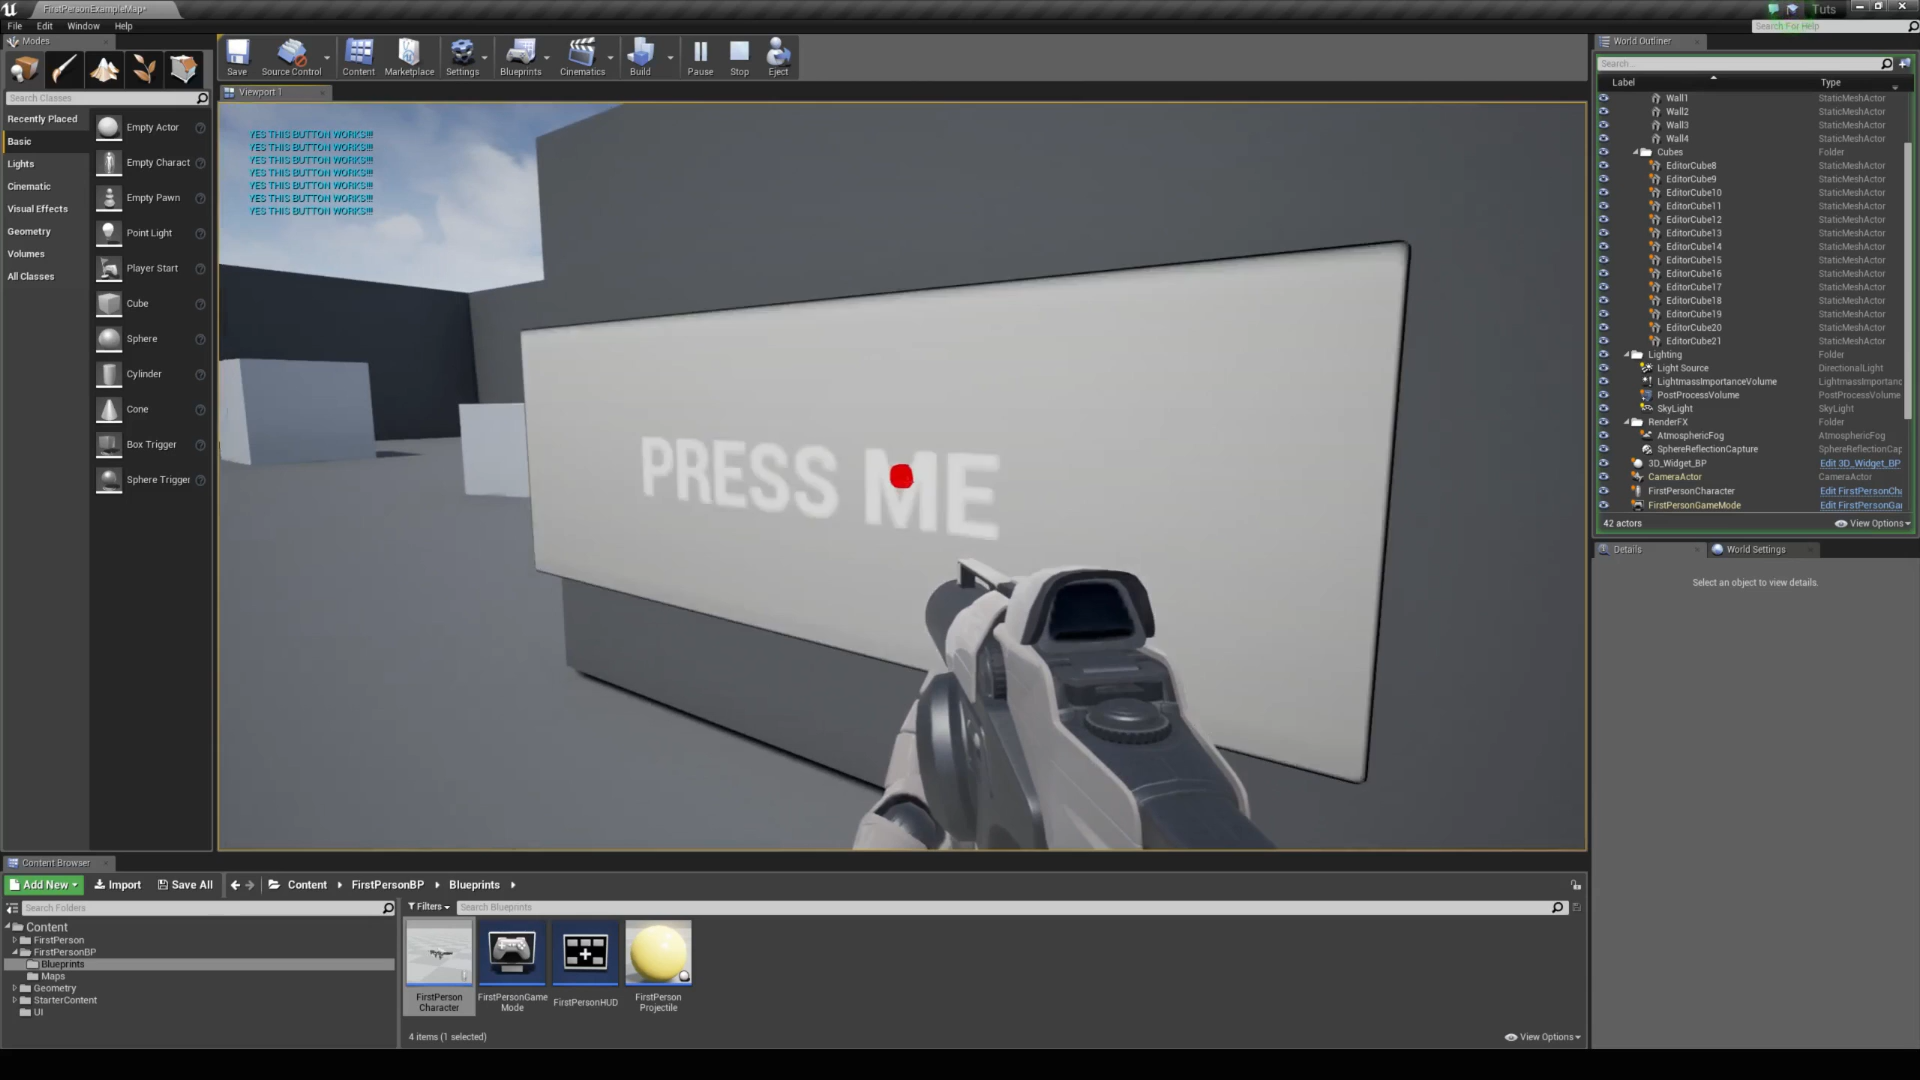 FirstPersonExampleMap*
Tuts
File Edit Window Help
Search For Help
Modes
Save
Source Control
Content
Marketplace
Settings
Blueprints
Cinematics
Build
Pause
Stop
Eject
World Outliner
Search...
Label Type
Search Classes
Viewport 1
Recently Placed
Basic
Lights
Cinematic
Visual Effects
Geometry
Volumes
All Classes
Empty Actor
Empty Charact
Empty Pawn
Point Light
Player Start
Cube
Sphere
Cylinder
Cone
Box Trigger
Sphere Trigger
YES THIS BUTTON WORKS!!!
YES THIS BUTTON WORKS!!!
YES THIS BUTTON WORKS!!!
YES THIS BUTTON WORKS!!!
YES THIS BUTTON WORKS!!!
YES THIS BUTTON WORKS!!!
YES THIS BUTTON WORKS!!!
PRESS ME
Wall1 StaticMeshActor
Wall2 StaticMeshActor
Wall3 StaticMeshActor
Wall4 StaticMeshActor
Cubes Folder
EditorCube8 StaticMeshActor
EditorCube9 StaticMeshActor
EditorCube10 StaticMeshActor
EditorCube11 StaticMeshActor
EditorCube12 StaticMeshActor
EditorCube13 StaticMeshActor
EditorCube14 StaticMeshActor
EditorCube15 StaticMeshActor
EditorCube16 StaticMeshActor
EditorCube17 StaticMeshActor
EditorCube18 StaticMeshActor
EditorCube19 StaticMeshActor
EditorCube20 StaticMeshActor
EditorCube21 StaticMeshActor
Lighting Folder
Light Source DirectionalLight
LightmassImportanceVolume LightmassImportanc
PostProcessVolume PostProcessVolume
SkyLight SkyLight
RenderFX Folder
AtmosphericFog AtmosphericFog
SphereReflectionCapture SphereReflectionCap
3D_Widget_BP Edit 3D_Widget_BP
CameraActor CameraActor
FirstPersonCharacter Edit FirstPersonCha
FirstPersonGameMode Edit FirstPersonGam
42 actors View Options
Details World Settings
Select an object to view details.
Content Browser
Add New Import Save All Content FirstPersonBP Blueprints
Search Folders
Filters Search Blueprints
Content
FirstPerson
FirstPersonBP
Blueprints
Maps
Geometry
StarterContent
UI
FirstPerson
Character
FirstPersonGame
Mode
FirstPersonHUD
FirstPerson
Projectile
4 items (1 selected) View Options